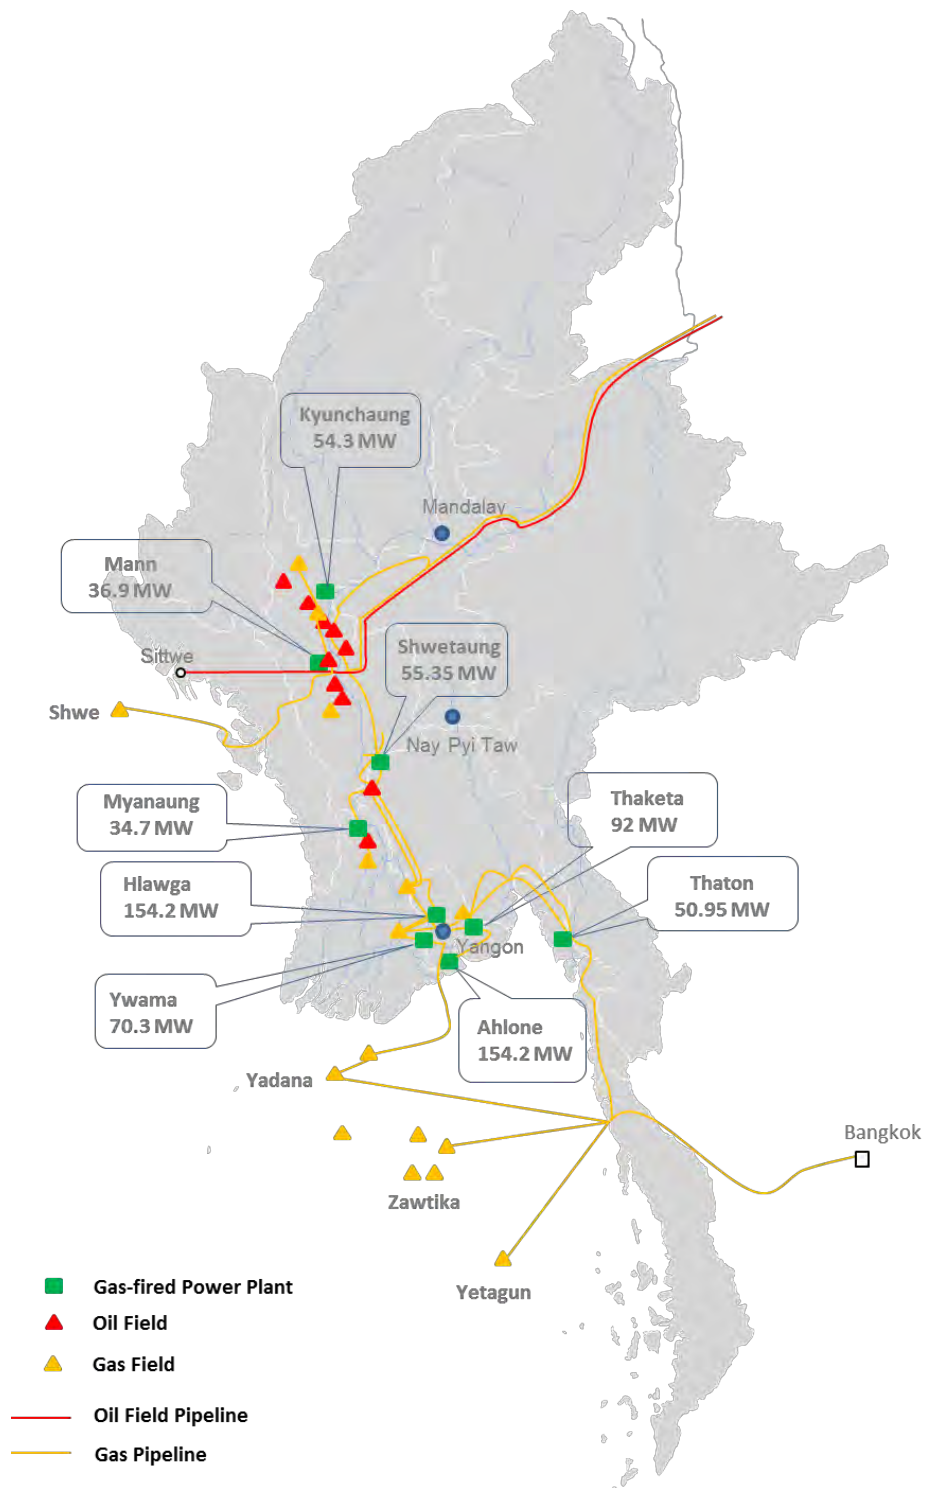 Kyunchaung
54.3 MW
Mandalay
Mann
36.9 MW
Shwetaung
55.35 MW
Sittwe
Shwe
Nay Pyi Taw
Myanaung
34.7 MW
Thaketa
92 MW
Hlawga
154.2 MW
Thaton
50.95 MW
Yangon
Ywama
70.3 MW
Ahlone
154.2 MW
Yadana
Bangkok
Zawtika
Yetagun
Gas-fired Power Plant
Oil Field
Gas Field
Oil Field Pipeline
Gas Pipeline